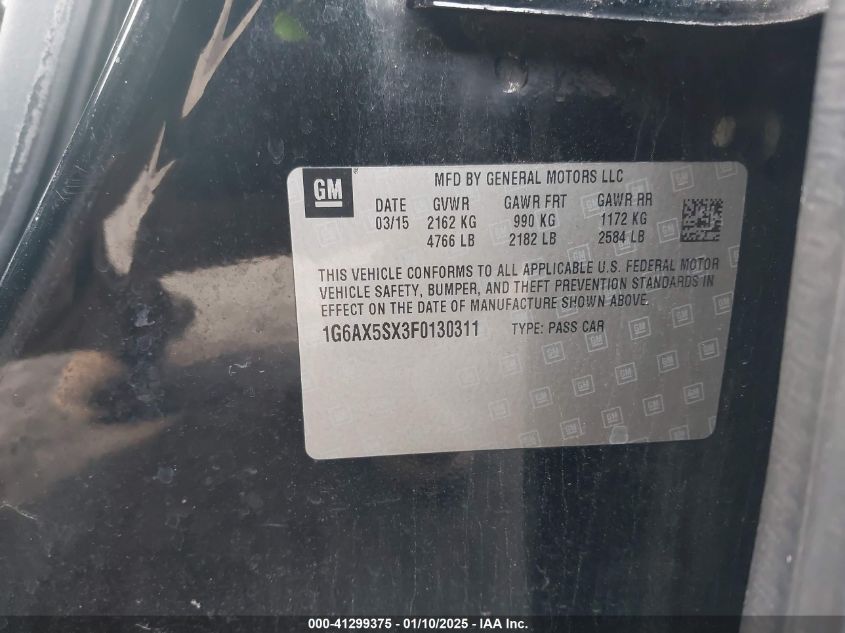 GM
MFD BY GENERAL MOTORS LLC
DATE GVWR GAWR FRT GAWR RR
03/15 2162 KG 990 KG 1172 KG
4766 LB 2182 LB 2584 LB
THIS VEHICLE CONFORMS TO ALL APPLICABLE U.S. FEDERAL MOTOR
VEHICLE SAFETY, BUMPER, AND THEFT PREVENTION STANDARDS IN
EFFECT ON THE DATE OF MANUFACTURE SHOWN ABOVE.
1G6AX5SX3F0130311 TYPE: PASS CAR
000-41299375 - 01/10/2025 - IAAI Inc.